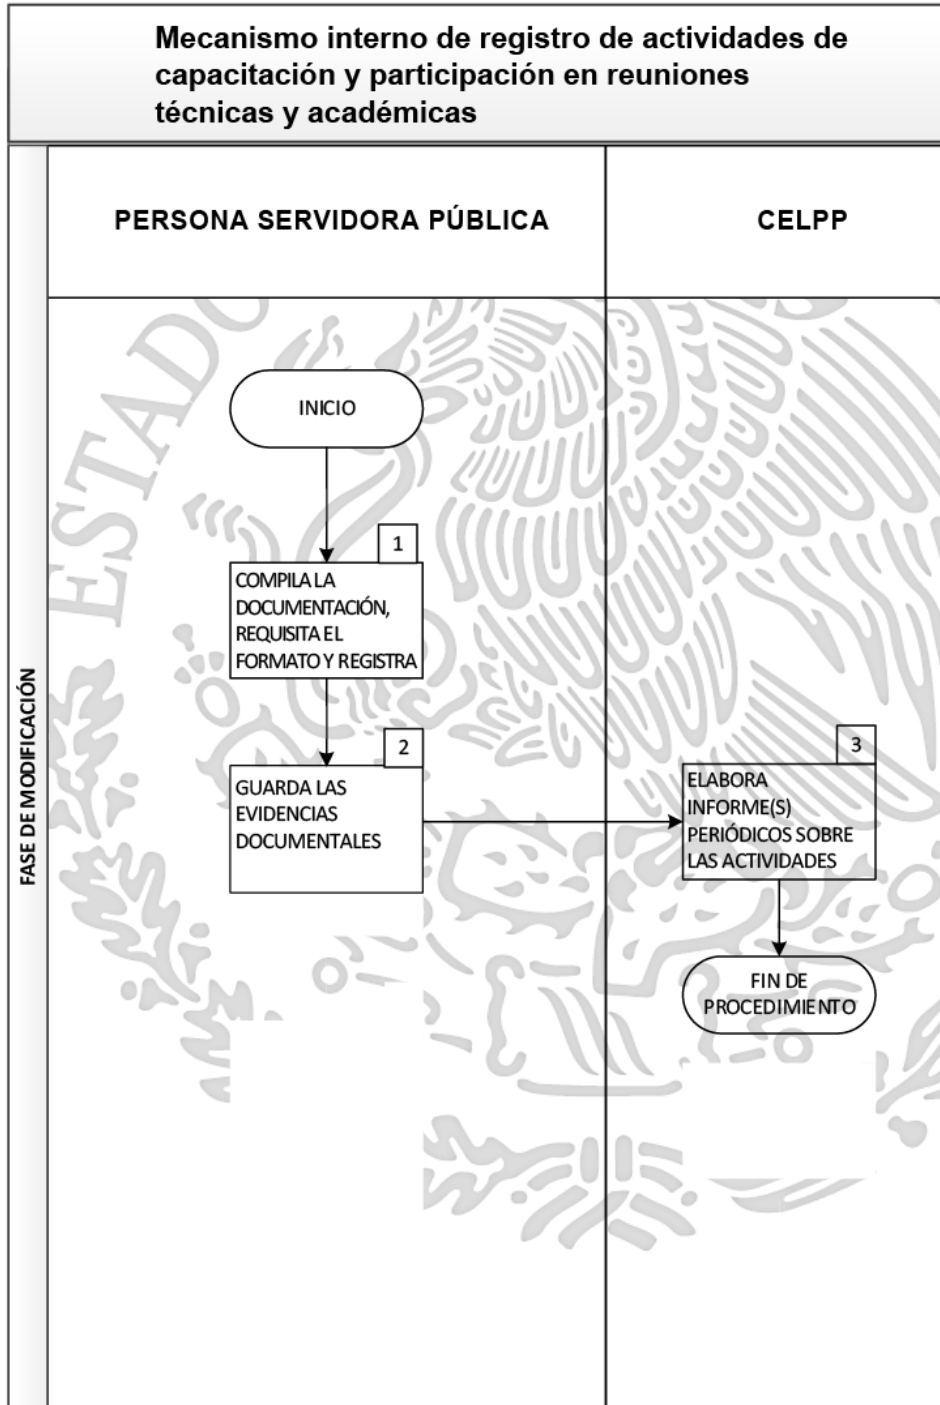 Mecanismo interno de registro de actividades de
capacitación y participación en reuniones
técnicas y académicas
PERSONA SERVIDORA PÚBLICA
CELPP
FASE DE MODIFICACIÓN
ESTADO
INICIO
1
COMPILA LA
DOCUMENTACIÓN,
REQUISITA EL
FORMATO Y REGISTRA
2
GUARDA LAS
EVIDENCIAS
DOCUMENTALES
3
ELABORA
INFORME(S)
PERIÓDICOS SOBRE
LAS ACTIVIDADES
FIN DE
PROCEDIMIENTO